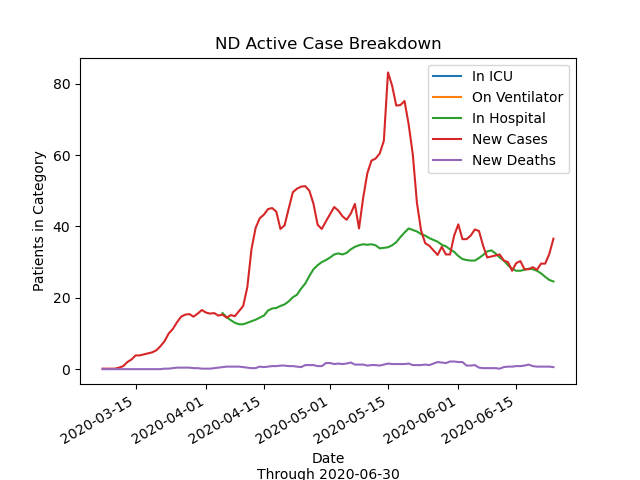 ND Active Case Breakdown
Patients in Category
80
60
40
20
0
In ICU
On Ventilator
In Hospital
New Cases
New Deaths
2020-03-15
2020-04-01
2020-04-15
2020-05-01
2020-05-15
2020-06-01
2020-06-15
Date
Through 2020-06-30